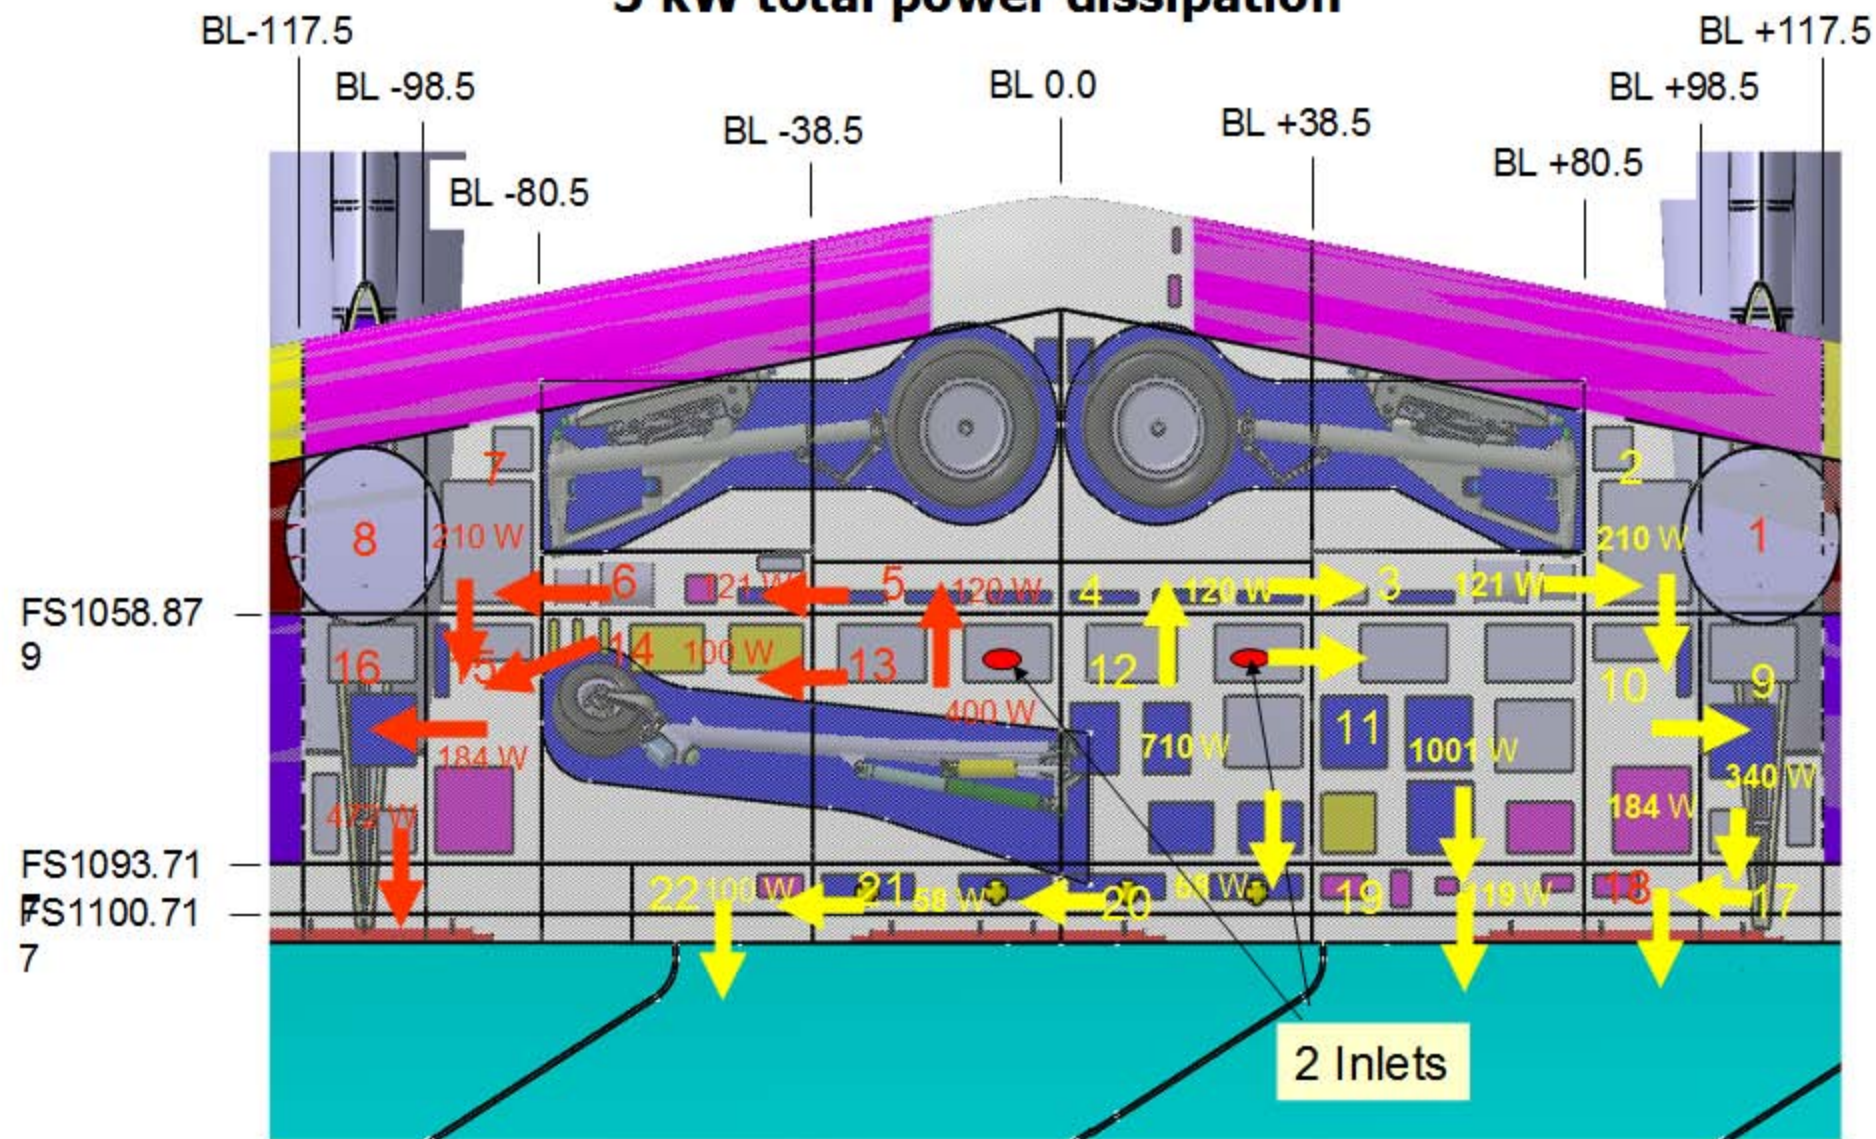 5 kW total power dissipation
BL-117.5
BL +117.5
BL -98.5
BL 0.0
BL +98.5
BL -38.5
BL +38.5
BL -80.5
BL +80.5
7
2
8
210 W
210 W
1
6
121 W
5
120 W
4
120 W
3
121 W
FS1058.87
9
16
15
14
100 W
13
12
10
9
400 W
184 W
710 W
11
1001 W
340 W
472 W
184 W
FS1093.71
7
FS1100.71
7
22
100 W
21
58 W
20
W
19
119 W
18
17
2 Inlets